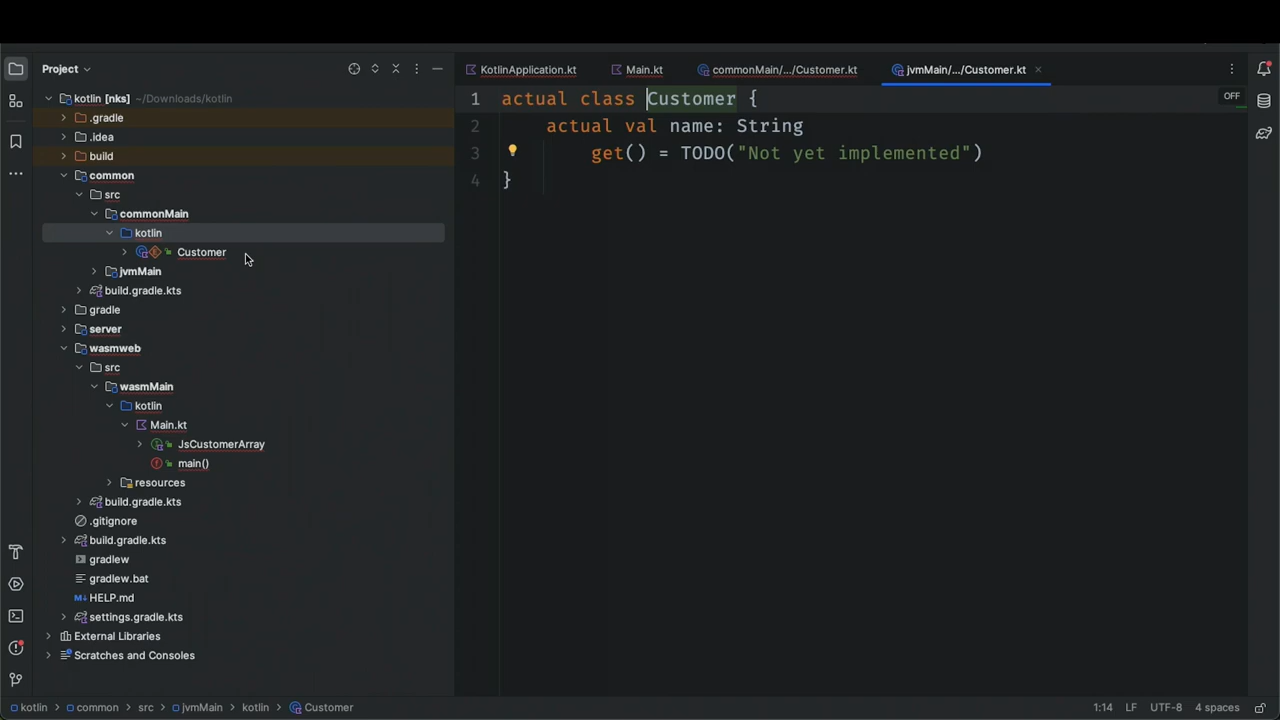 Project
KotlinApplication.kt
Main.kt
commonMain/.../Customer.kt
jvmMain/.../Customer.kt
OFF
kotlin [nks] ~/Downloads/kotlin
.gradle
.idea
build
common
src
commonMain
kotlin
Customer
jvmMain
build.gradle.kts
gradle
server
wasmweb
src
wasmMain
kotlin
Main.kt
JsCustomerArray
main()
resources
build.gradle.kts
.gitignore
build.gradle.kts
gradlew
gradlew.bat
M↓ HELP.md
settings.gradle.kts
External Libraries
Scratches and Consoles
1 actual class Customer {
2 actual val name: String
3 get() = TODO("Not yet implemented")
4 }
kotlin > common > src > jvmMain > kotlin > Customer
1:14 LF UTF-8 4 spaces